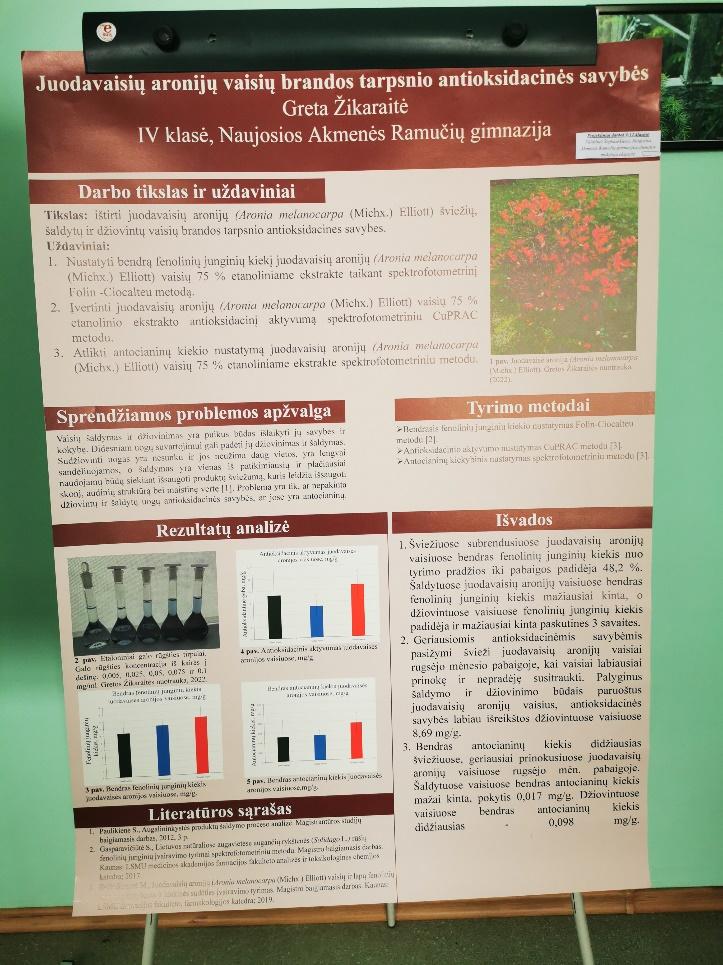 Juodavaisių aronijų vaisių brandos tarpsnio antioksidacinės savybės
Greta Žikaraitė
IV klasė, Naujosios Akmenės Ramučių gimnazija
Darbo tikslas ir uždaviniai
Tikslas: ištirti juodavaisių aronijų (Aronia melanocarpa (Michx.) Elliott) šviežių,
šaldytų ir džiovintų vaisių brandos tarpsnio antioksidacines savybes.
Uždaviniai:
1. Nustatyti bendrą fenolinių junginių kiekį juodavaisių aronijų (Aronia melanocarpa
(Michx.) Elliott) vaisių 75 % etanoliniame ekstrakte taikant spektrofotometrinį
Folin -Ciocalteu metodą.
2. Įvertinti juodavaisių aronijų (Aronia melanocarpa (Michx.) Elliott) vaisių 75 %
etanolinio ekstrakto antioksidacinį aktyvumą spektrofotometriniu CuPRAC
metodu.
3. Atlikti antocianinų kiekio nustatymą juodavaisių aronijų (Aronia melanocarpa
(Michx.) Elliott) vaisių 75 % etanoliniame ekstrakte spektrofotometriniu metodu.
1 pav. Juodavaisė aronija (Aronia melanocarpa
(Michx.) Elliott). Gretos Žikaraitės nuotrauka
(2022).
Sprendžiamos problemos apžvalga
Vaisių šaldymas ir džiovinimas yra puikus būdas išlaikyti jų savybes ir
kokybę. Didesniam uogų suvartojimui gali padėti jų džiovinimas ir šaldymas.
Sudžiovinti uogas yra nesunku ir jos neužima daug vietos, yra lengvai
sandėliuojamos, o šaldymas yra vienas iš patikimiausių ir plačiausiai
naudojamų būdų siekiant išsaugoti produktų šviežumą, kuris leidžia išsaugoti
skonį, audinių struktūrą bei maistinę vertę [1]. Problema yra tik, ar nepakinta
džiovintų ir šaldytų uogų antioksidacinės savybės, ar jose yra antocianinų.
Tyrimo metodai
➢Bendrasis fenolinių junginių kiekio nustatymas Folin-Ciocalteu
metodu [2].
➢Antioksidacinio aktyvumo nustatymas CuPRAC metodu [3].
➢Antocianinų kiekybinis nustatymas spektrofotometriniu metodu [3].
Rezultatų analizė
2 pav. Etaloniniai galo rūgšties tirpalai.
Galo rūgšties koncentracija iš kairės į
dešinę: 0,005, 0,025, 0,05, 0,075 ir 0,1
mg/ml. Gretos Žikaraitės nuotrauka, 2022.
Antioksidacinis aktyvumas juodavaisės
aronijos vaisiuose, mg/g
4 pav. Antioksidacinis aktyvumas juodavaisės
aronijos vaisiuose, mg/g.
Bendras fenolinių junginių kiekis
juodavaisės aronijos vaisiuose, mg/g
Fenolinių junginių
kiekis, mg/g
3 pav. Bendras fenolinių junginių kiekis
juodavaisės aronijos vaisiuose, mg/g.
Bendras antocianinų kiekis juodavaisės
aronijos vaisiuose, mg/g
Antocianinų kiekis, mg/g
5 pav. Bendras antocianinų kiekis juodavaisės
aronijos vaisiuose,mg/g.
Išvados
1. Šviežiuose subrendusiuose juodavaisių aronijų
vaisiuose bendras fenolinių junginių kiekis nuo
tyrimo pradžios iki pabaigos padidėja 48,2 %.
Šaldytuose juodavaisių aronijų vaisiuose bendras
fenolinių junginių kiekis mažiausiai kinta, o
džiovintuose vaisiuose fenolinių junginių kiekis
padidėja ir mažiausiai kinta paskutines 3 savaites.
2. Geriausiomis antioksidacinėmis savybėmis
pasižymi švieži juodavaisių aronijų vaisiai
rugsėjo mėnesio pabaigoje, kai vaisiai labiausiai
prinokę ir nepradėję susitraukti. Palyginus
šaldymo ir džiovinimo būdais paruoštus
juodavaisių aronijų vaisius, antioksidacinės
savybės labiau išreikštos džiovintuose vaisiuose
8,69 mg/g.
3. Bendras antocianinų kiekis didžiausias
šviežiuose, geriausiai prinokusiuose juodavaisių
aronijų vaisiuose rugsėjo mėn. pabaigoje.
Šaldytuose vaisiuose bendras antocianinų kiekis
mažai kinta, pokytis 0,017 mg/g. Džiovintuose
vaisiuose bendras antocianinų kiekis
didžiausias - 0,098 mg/g.
Literatūros sąrašas
1. Paulikienė S., Augalininkystės produktų šaldymo proceso analizė. Magistrantūros studijų
baigiamasis darbas, 2012, 3 p.
2. Gasparavičiūtė S., Lietuvos natūraliose augavietėse augančių rykštenės (Solidago L.) rūšių
fenolinių junginių įvairavimo tyrimai spektrofotometriniu metodu. Magistro baigiamasis darbas.
Kaunas: LSMU medicinos akademijos farmacijos fakulteto analizės ir toksikologinės chemijos
katedra; 2017.
M., Juodavaisių aronijų (Aronia melanocarpa (Michx.) Elliott) vaisių ir lapų fenolinių
sudėties įvairavimo tyrimas. Magistro baigiamasis darbas. Kaunas:
farmakologijos katedra; 2019.